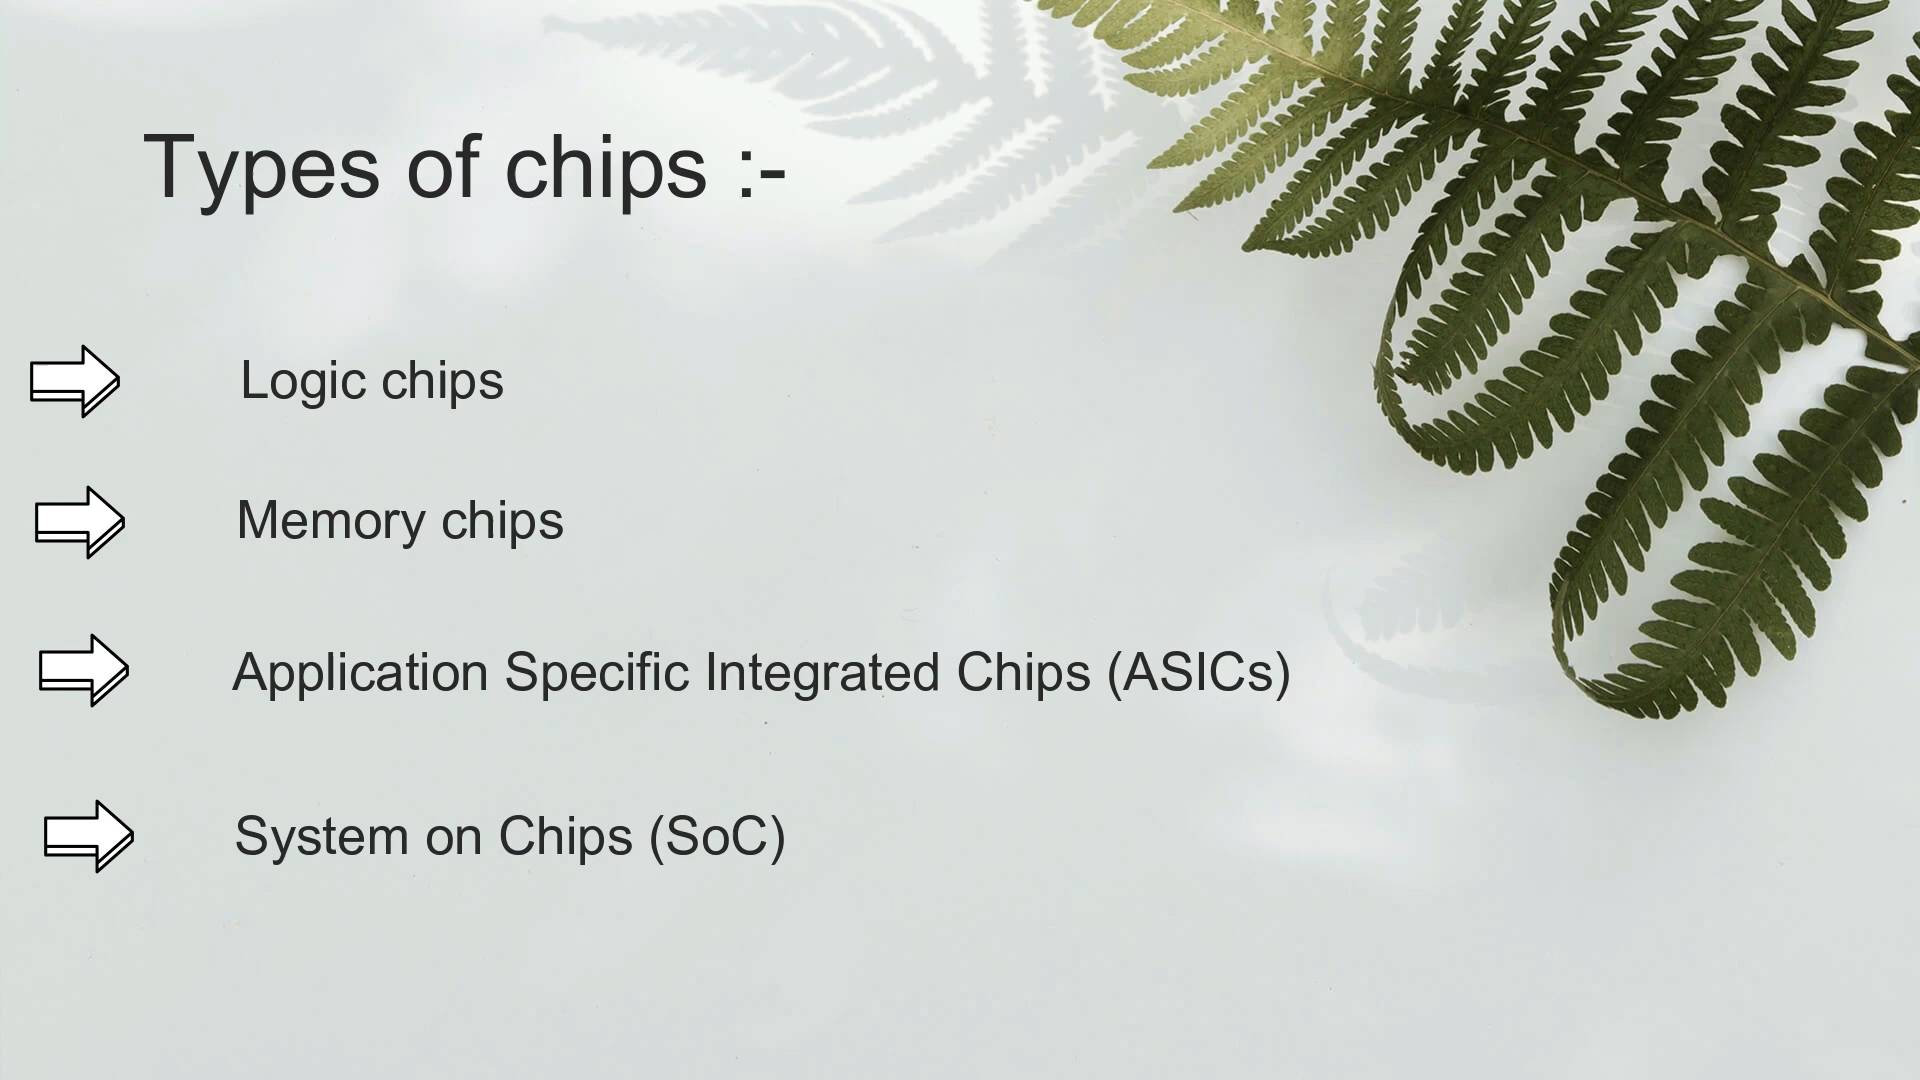 Types of chips :-
Logic chips
Memory chips
Application Specific Integrated Chips (ASICs)
System on Chips (SoC)